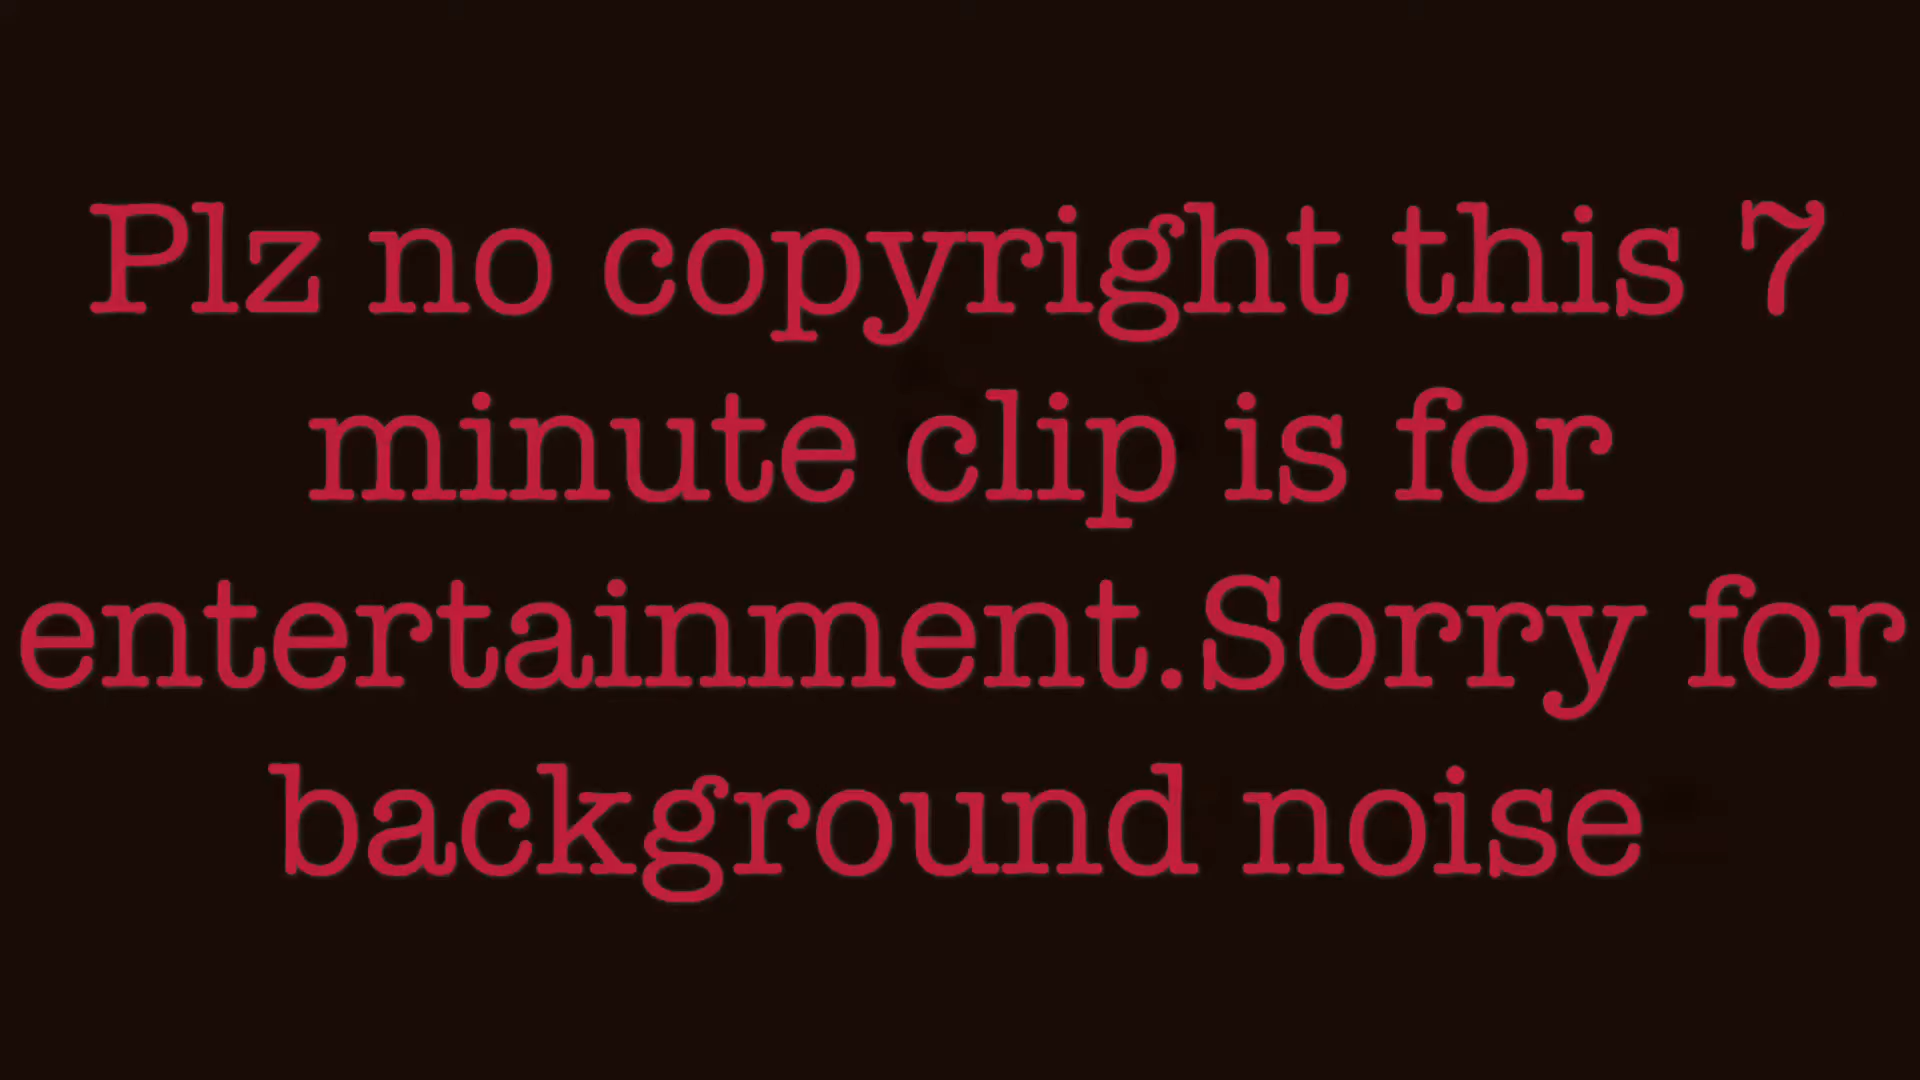 Plz no copyright this 7
minute clip is for
entertainment.Sorry for
background noise